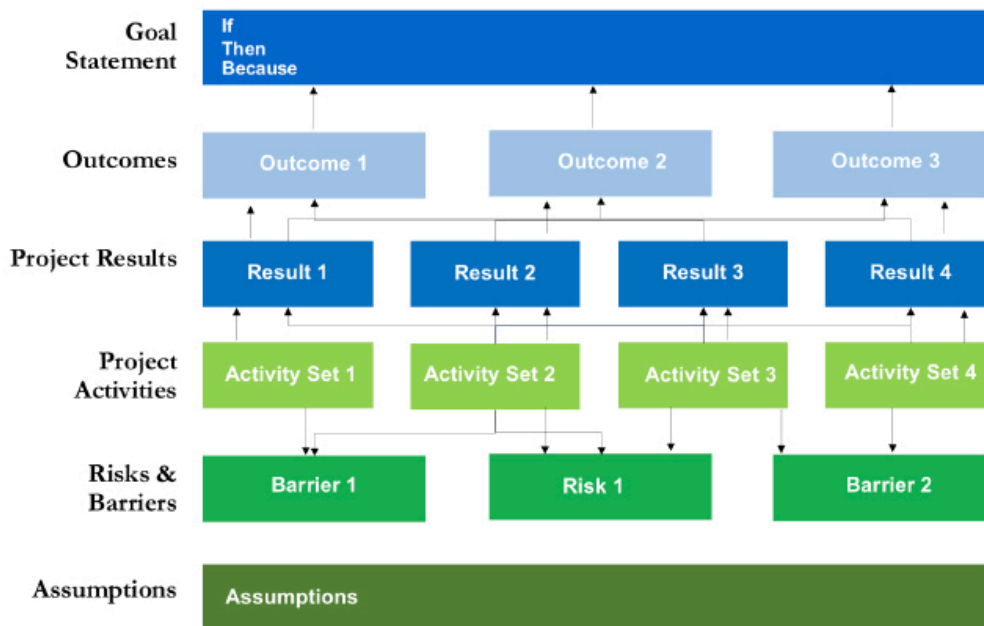 Goal
Statement
If
Then
Because
Outcomes
Outcome 1
Outcome 2
Outcome 3
Project Results
Result 1
Result 2
Result 3
Result 4
Project
Activities
Activity Set 1
Activity Set 2
Activity Set 3
Activity Set 4
Risks &
Barriers
Barrier 1
Risk 1
Barrier 2
Assumptions
Assumptions